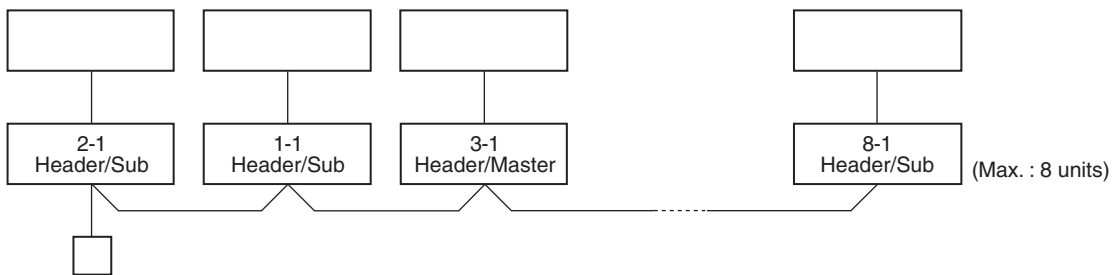 2-1
Header/Sub
1-1
Header/Sub
3-1
Header/Master
8-1
Header/Sub
(Max. : 8 units)